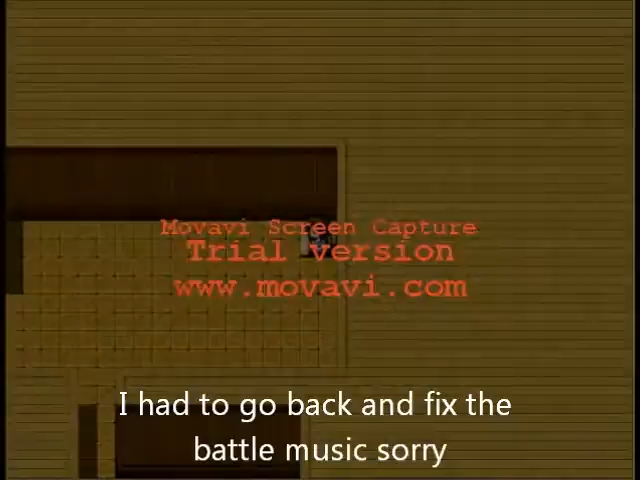 Movavi Screen Capture
Trial version
www.movavi.com
I had to go back and fix the
battle music sorry